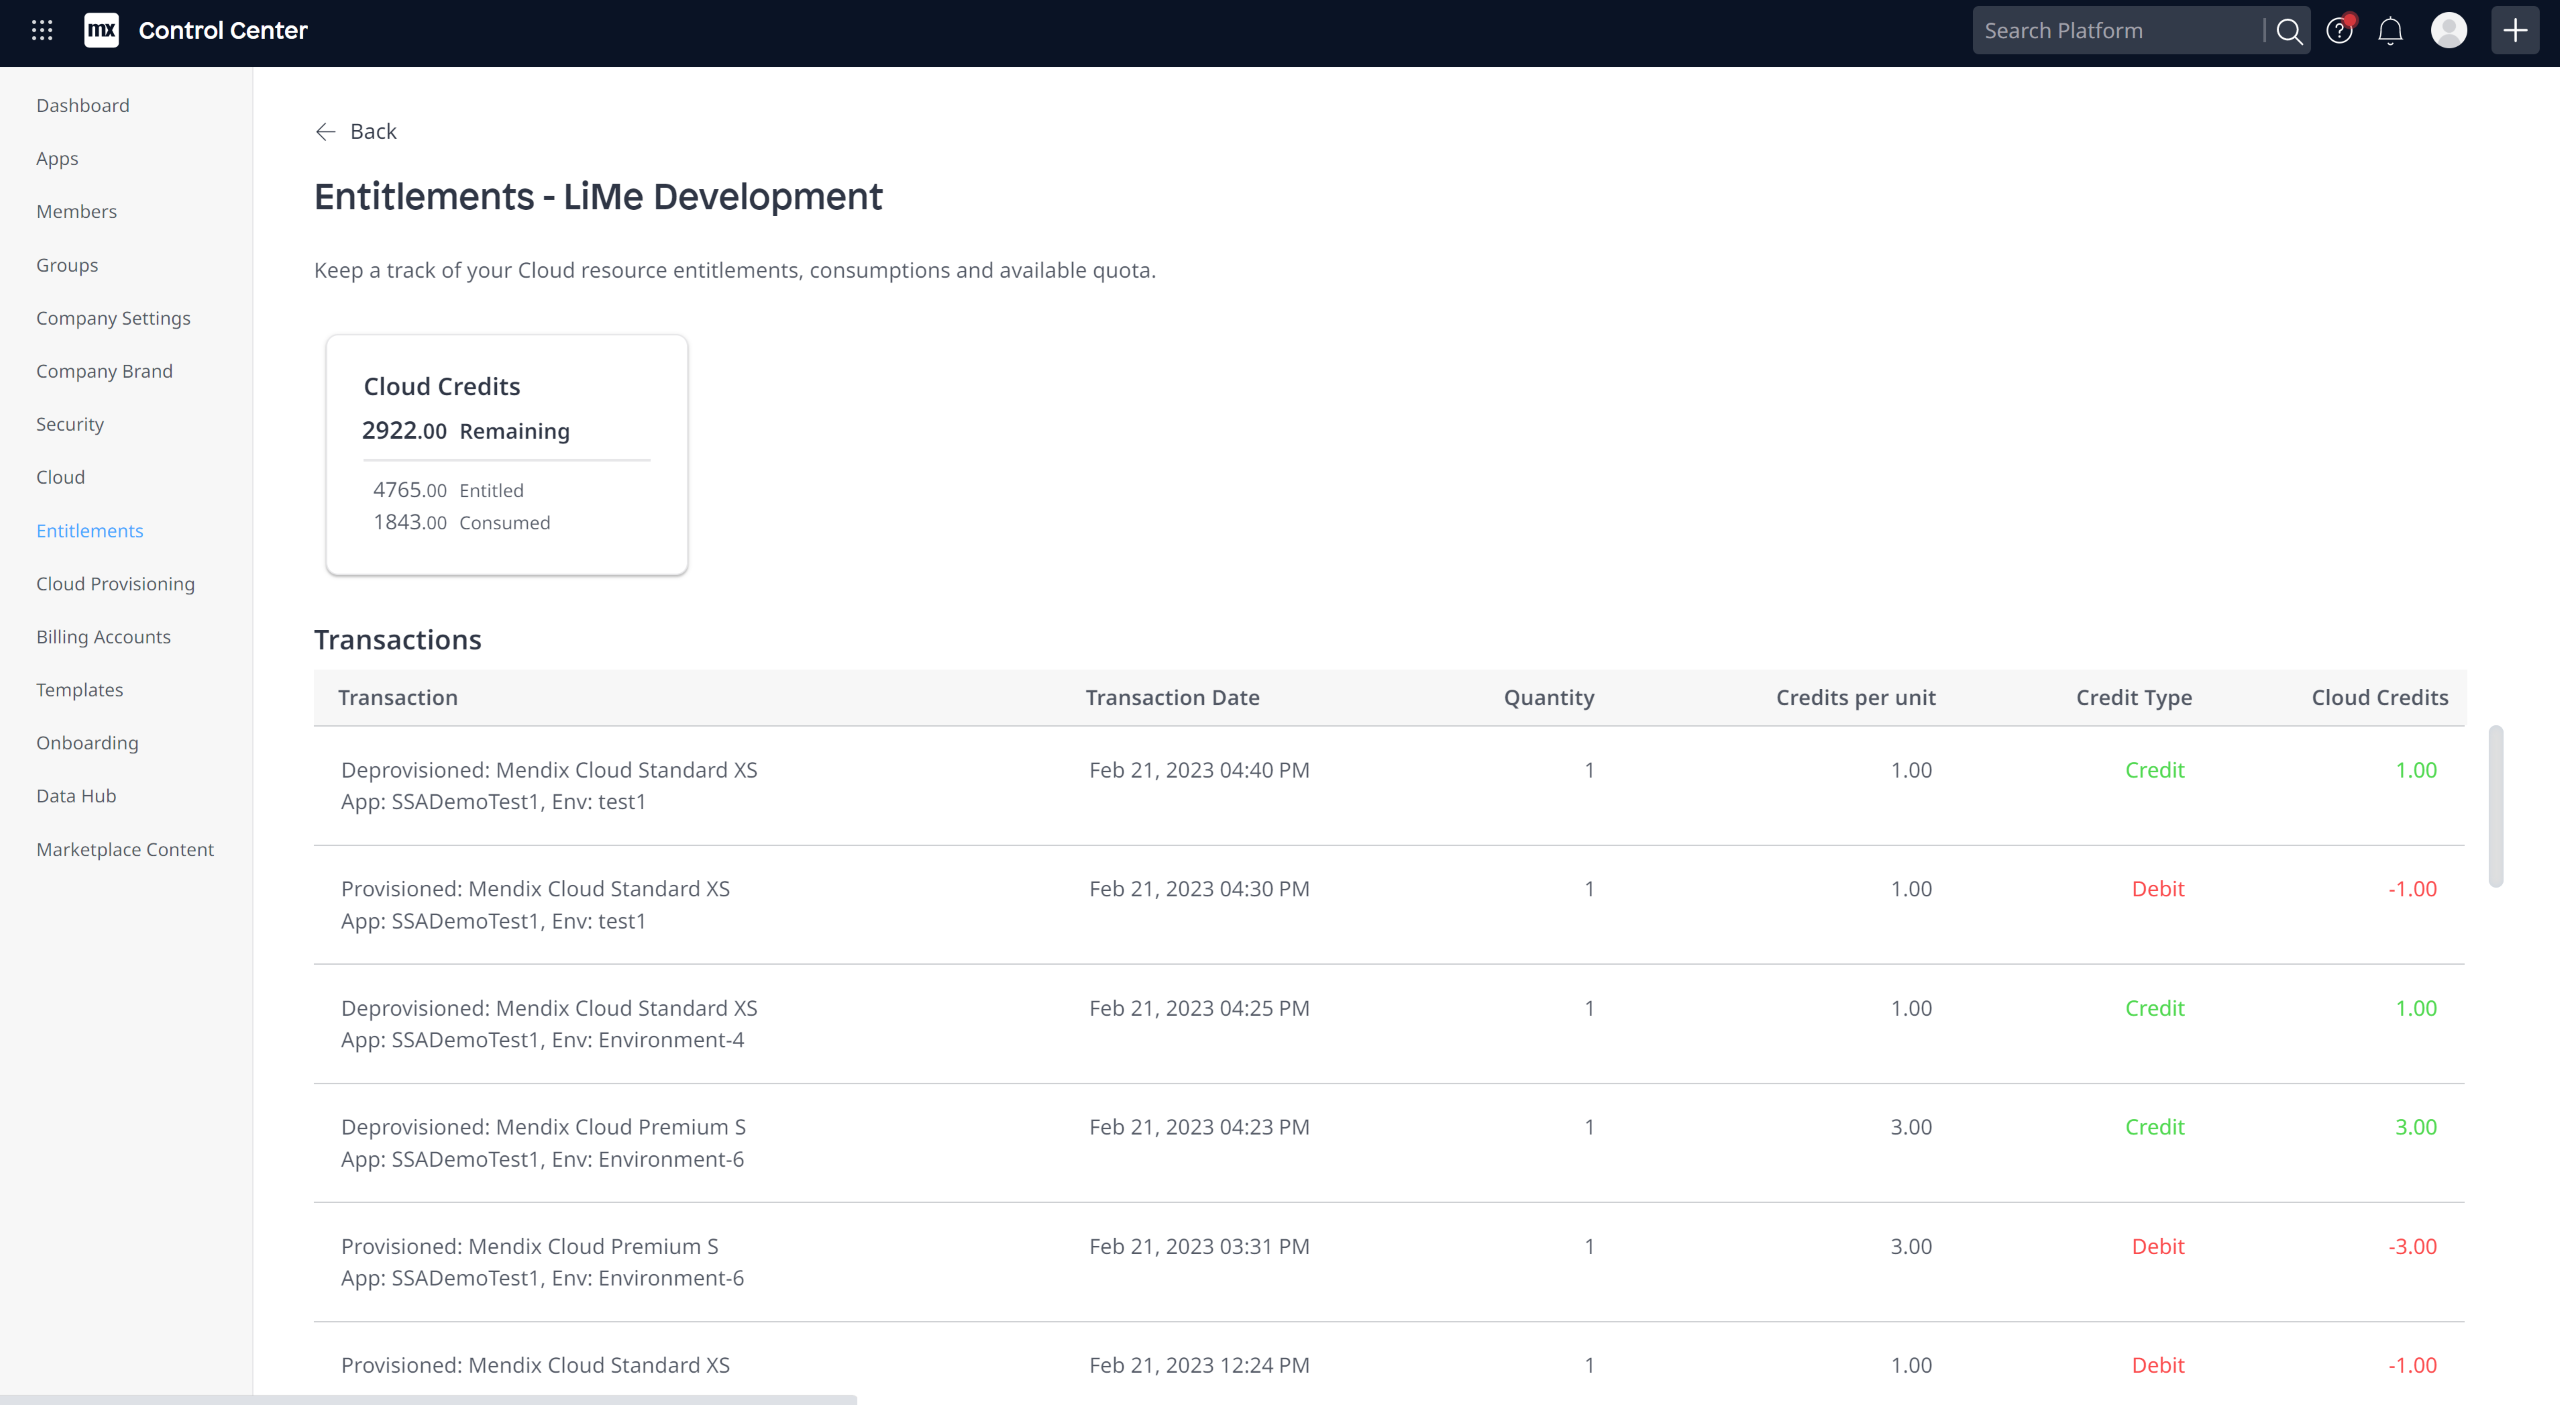 mx Control Center
Search Platform
Dashboard
Apps
Members
Groups
Company Settings
Company Brand
Security
Cloud
Entitlements
Cloud Provisioning
Billing Accounts
Templates
Onboarding
Data Hub
Marketplace Content
Back
Entitlements - LiMe Development
Keep a track of your Cloud resource entitlements, consumptions and available quota.
Cloud Credits
2922.00 Remaining
4765.00 Entitled
1843.00 Consumed
Transactions
Transaction Transaction Date Quantity Credits per unit Credit Type Cloud Credits
Deprovisioned: Mendix Cloud Standard XS Feb 21, 2023 04:40 PM 1 1.00 Credit 1.00
App: SSADemoTest1, Env: test1
Provisioned: Mendix Cloud Standard XS Feb 21, 2023 04:30 PM 1 1.00 Debit -1.00
App: SSADemoTest1, Env: test1
Deprovisioned: Mendix Cloud Standard XS Feb 21, 2023 04:25 PM 1 1.00 Credit 1.00
App: SSADemoTest1, Env: Environment-4
Deprovisioned: Mendix Cloud Premium S Feb 21, 2023 04:23 PM 1 3.00 Credit 3.00
App: SSADemoTest1, Env: Environment-6
Provisioned: Mendix Cloud Premium S Feb 21, 2023 03:31 PM 1 3.00 Debit -3.00
App: SSADemoTest1, Env: Environment-6
Provisioned: Mendix Cloud Standard XS Feb 21, 2023 12:24 PM 1 1.00 Debit -1.00